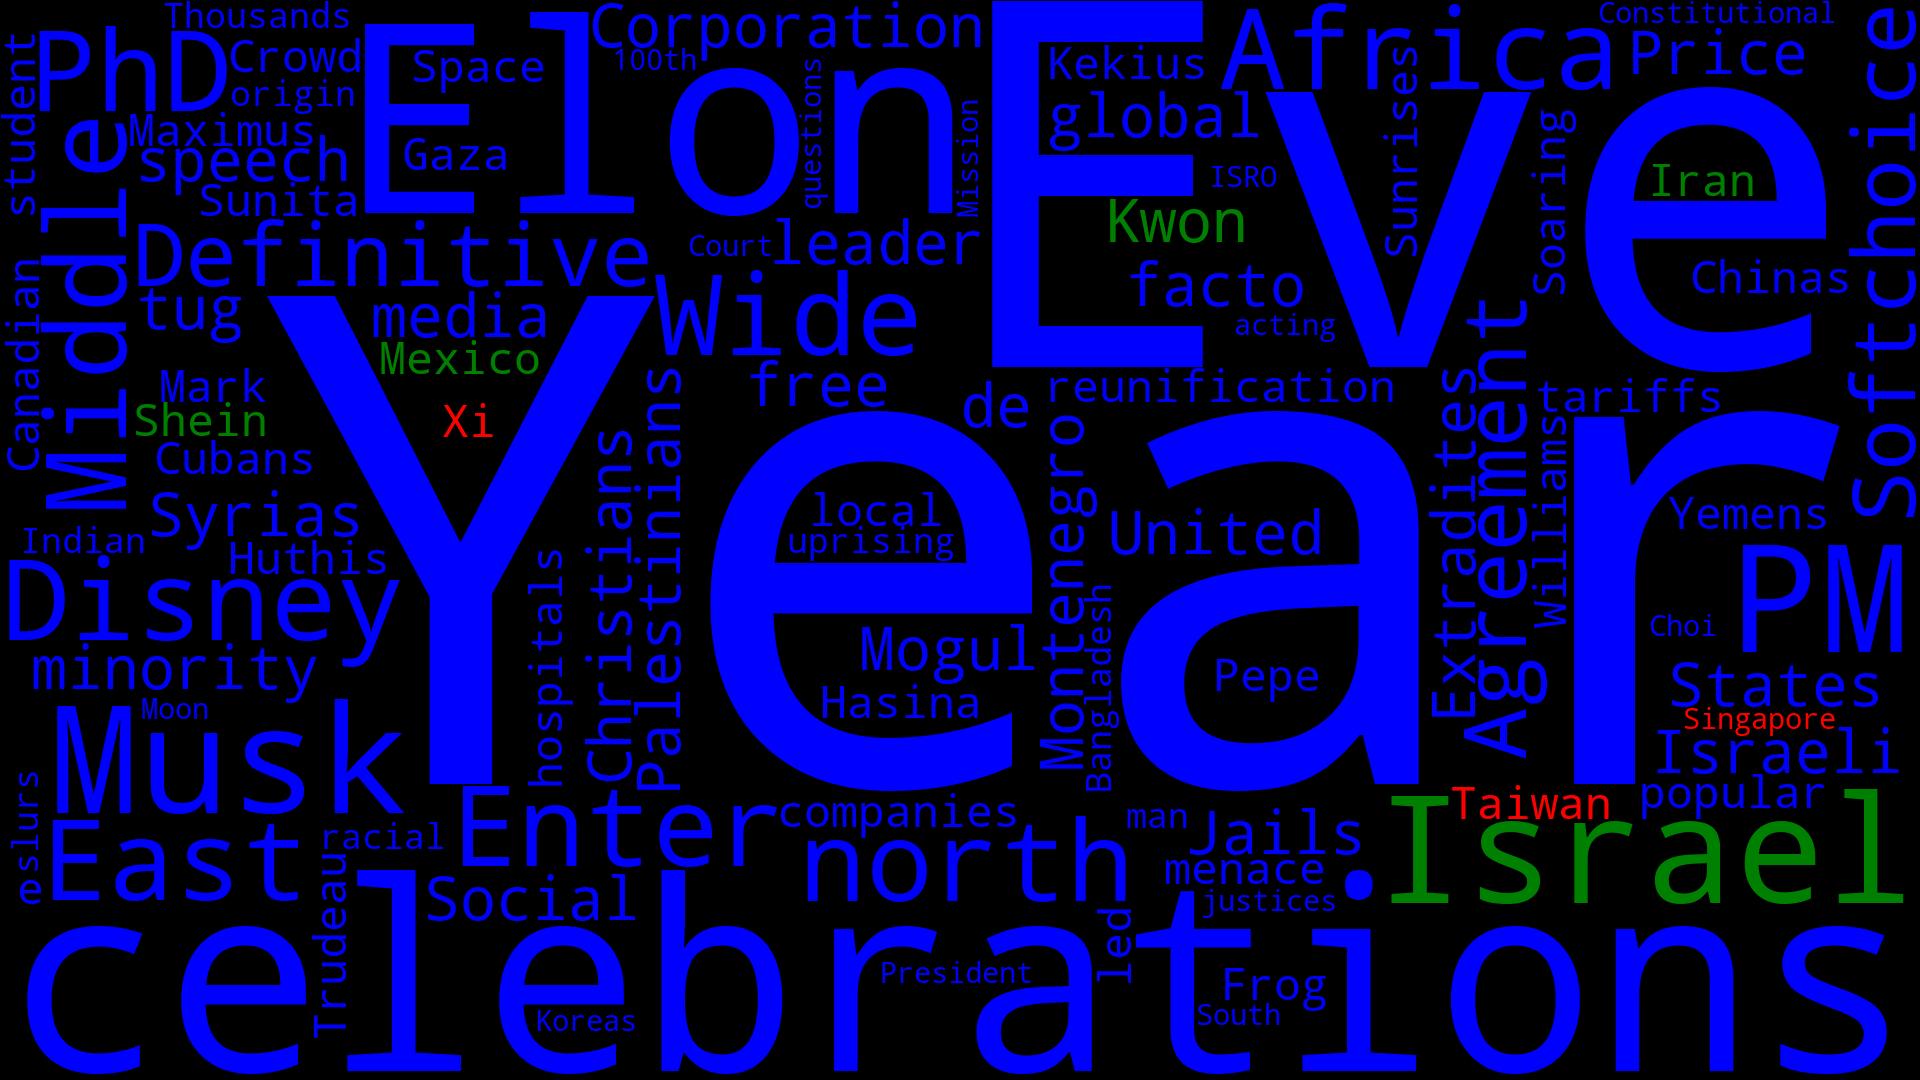 Thousands
PhD
Crowd
origin
student
Maximus
speech
Sunita
Middle
Elon
Space
Gaza
Corporation
100th
questions
Mission
Eve
Kekius
global
ISRO
Kwon
facto
acting
Africa
Sunrises
Soaring
Constitutional
Price
Iran
Chinas
Softchoice
Definitive
tug
media
Mexico
Court
leader
Wide
free
de
reunification
tariffs
Canadian
Mark
Shein
Cubans
Xi
Syrias
Indian
Huthis
Disney
minority
Year
hospitals
Christians
Palestinians
local
uprising
Mogul
Hasina
Montenegro
Bangladesh
United
Pepe
Extradites
Agreement
Williams
Yemens
PM
Choi
States
Singapore
Israeli
popular
Moon
Musk
slurs
East
racial
Trudeau
Enter
Social
companies
north
man
Jails
menace
justices
Taiwan
Israel
celebrations
Koreas
President
led
Frog
South